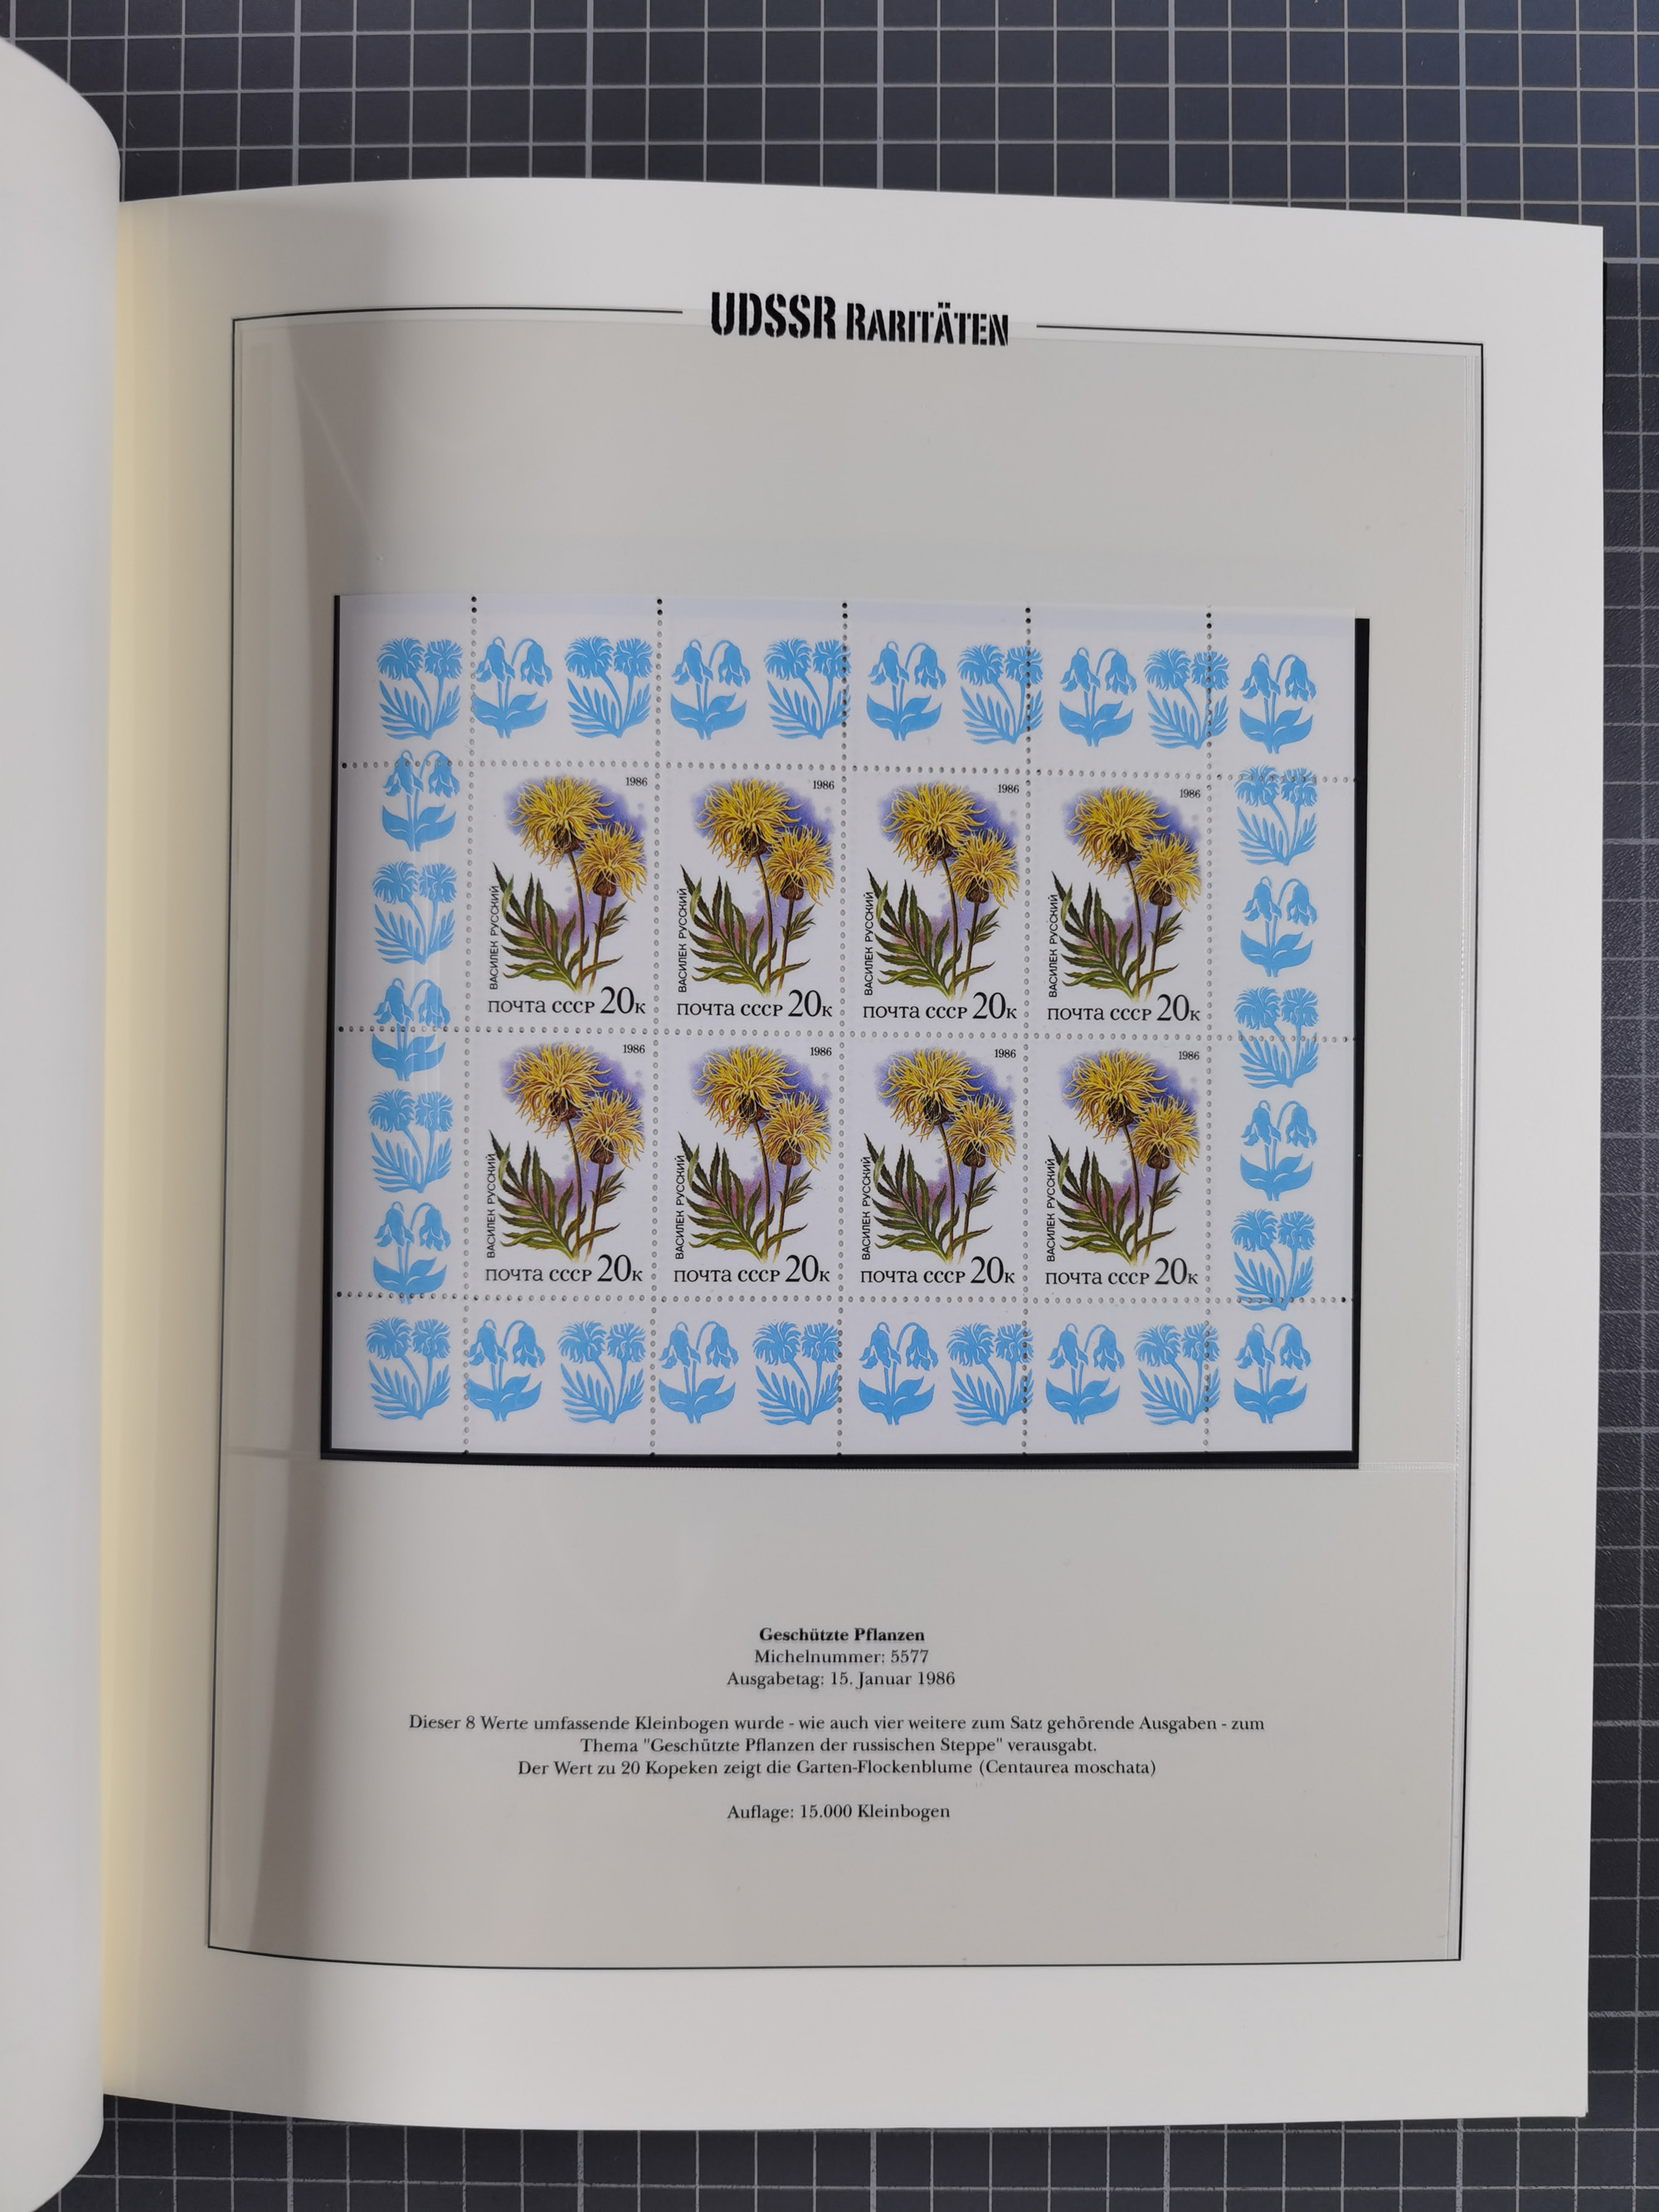 UDSSR RARITÄTEN
1986
1986
1986
1986
ВАСИЛЕК РУССКИЙ
ВАСИЛЕК РУССКИЙ
ВАСИЛЕК РУССКИЙ
ВАСИЛЕК РУССКИЙ
ПОЧТА СССР 20К
ПОЧТА СССР 20К
ПОЧТА СССР 20К
ПОЧТА СССР 20К
1986
1986
1986
1986
ВАСИЛЕК РУССКИЙ
ВАСИЛЕК РУССКИЙ
ВАСИЛЕК РУССКИЙ
ВАСИЛЕК РУССКИЙ
ПОЧТА СССР 20К
ПОЧТА СССР 20К
ПОЧТА СССР 20К
ПОЧТА СССР 20К
Geschützte Pflanzen
Michelnummer: 5577
Ausgabetag: 15. Januar 1986
Dieser 8 Werte umfassende Kleinbogen wurde - wie auch vier weitere zum Satz gehörende Ausgaben - zum
Thema "Geschützte Pflanzen der russischen Steppe" verausgabt.
Der Wert zu 20 Kopeken zeigt die Garten-Flockenblume (Centaurea moschata)
Auflage: 15.000 Kleinbogen